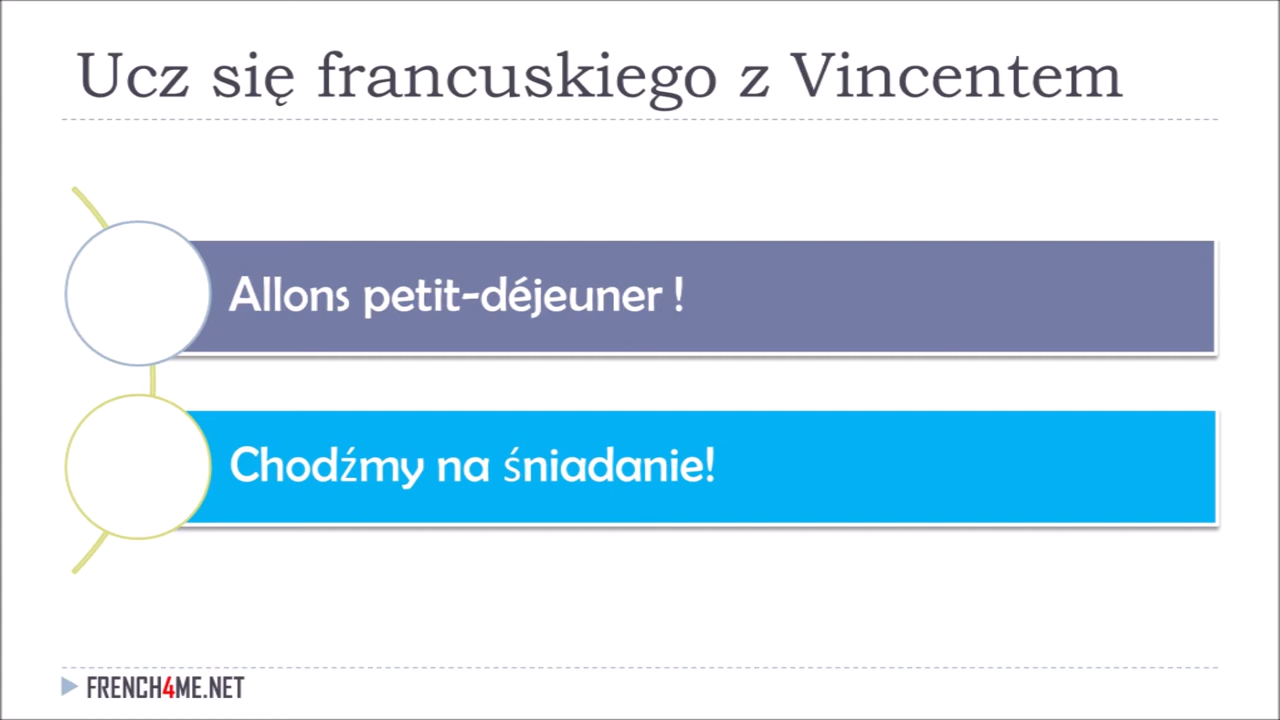 Ucz się francuskiego z Vincentem
Allons petit-déjeuner !
Chodźmy na śniadanie!
FRENCH4ME.NET